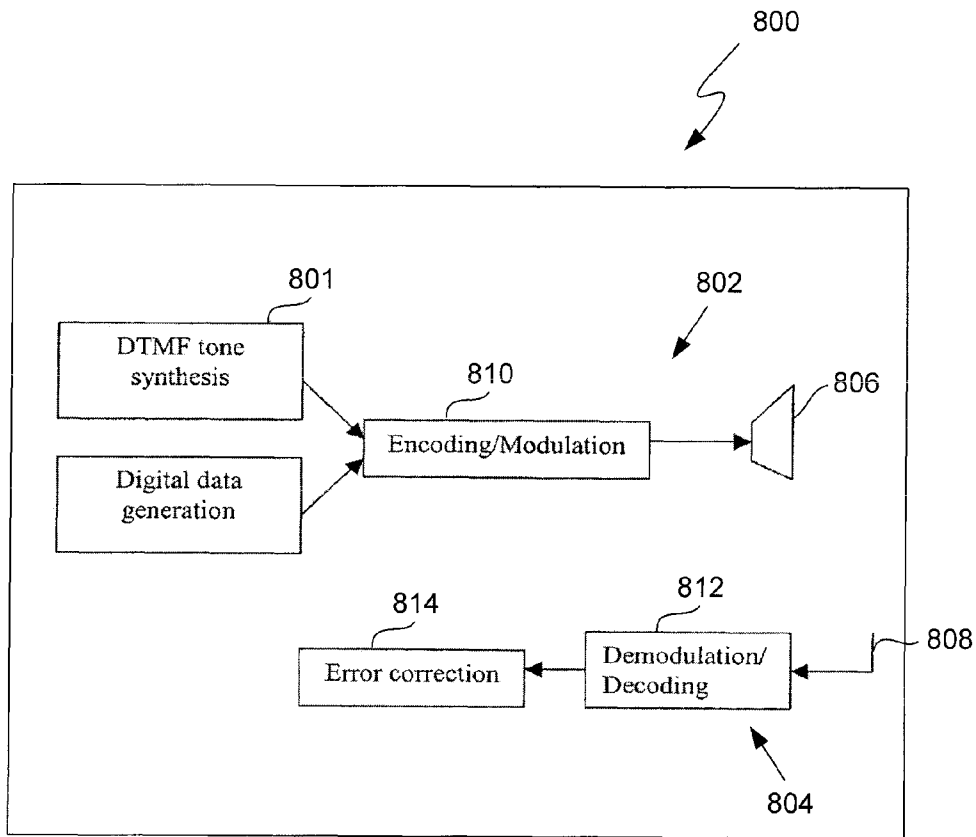 800
801
802
DTMF tone
synthesis
810
806
Encoding/Modulation
Digital data
generation
812
814
808
Demodulation/
Decoding
Error correction
804